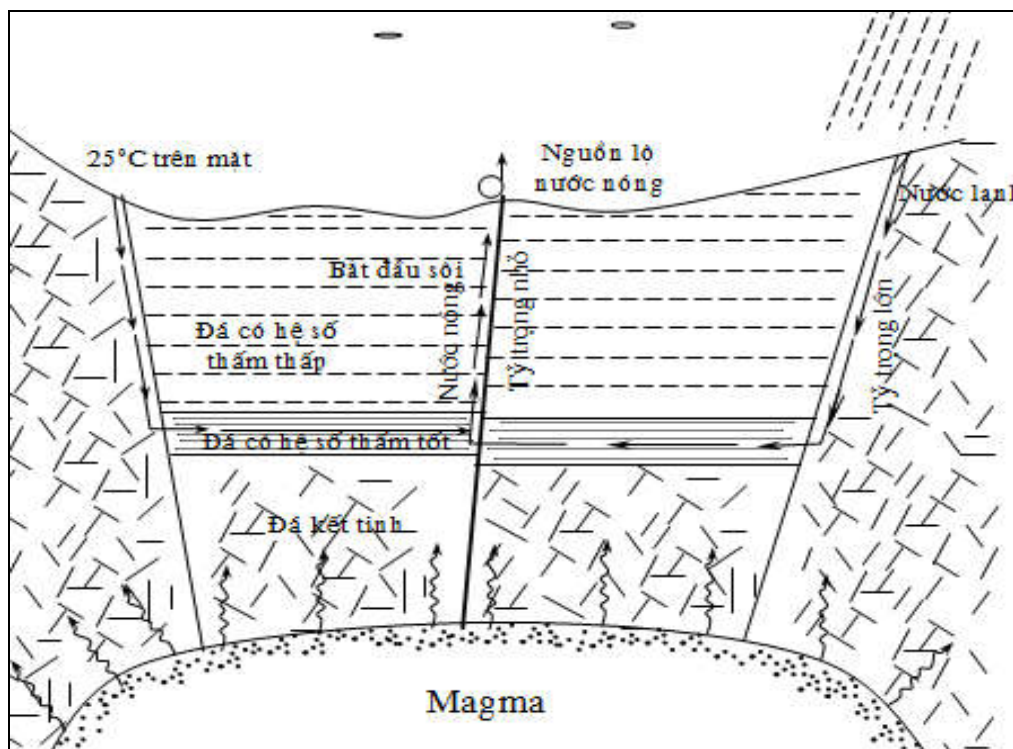 25°C trên mặt
Nguồn lộ
nước nóng
Nước lạnh
Bắt đầu sôi
Nước nóng
Tỷ trọng nhỏ
Tỷ trọng lớn
Đá có hệ số
thấm thấp
Đá có hệ số thấm tốt
Đá kết tinh
Magma